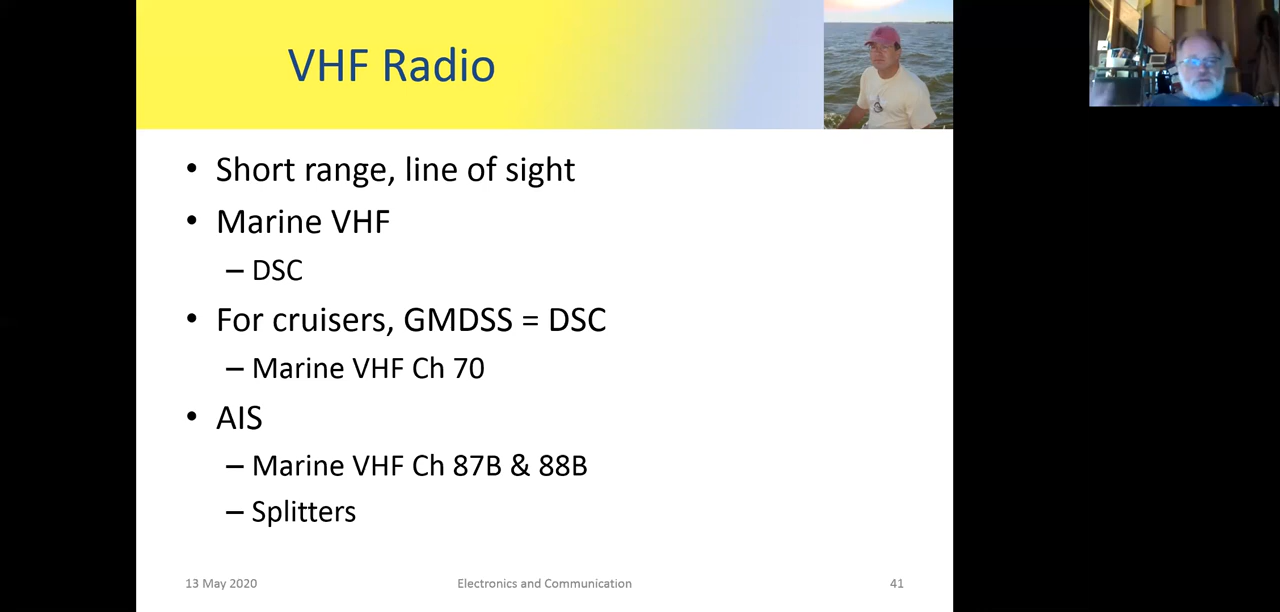 VHF Radio
• Short range, line of sight
• Marine VHF
– DSC
• For cruisers, GMDSS = DSC
– Marine VHF Ch 70
• AIS
– Marine VHF Ch 87B & 88B
– Splitters
13 May 2020 Electronics and Communication 41